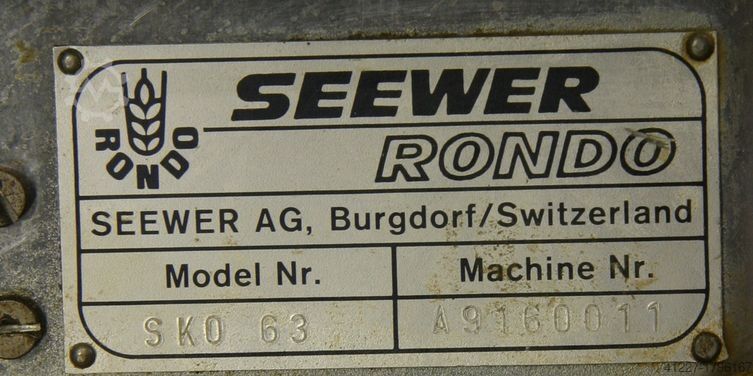 SEEWER
RONDO
RONDO
SEEWER AG, Burgdorf/Switzerland
Model Nr.
Machine Nr.
SKO 63
A9160011